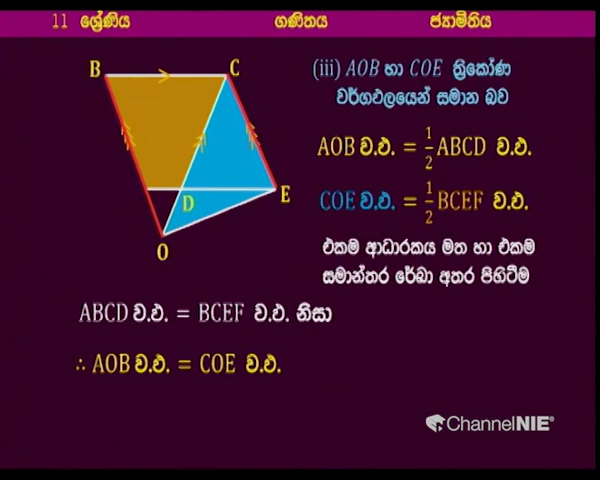 11 ශ්‍රේණිය ගණිතය ජ්‍යාමිතිය
B C
(iii) AOB හා COE ත්‍රිකෝණ
වර්ගඵලයෙන් සමාන බව
AOB ව.ඵ. = 1/2 ABCD ව.ඵ.
D E
COE ව.ඵ. = 1/2 BCEF ව.ඵ.
O
එකම ආධාරකය මත හා එකම
සමාන්තර රේඛා අතර පිහිටීම
ABCD ව.ඵ. = BCEF ව.ඵ. නිසා
∴ AOB ව.ඵ. = COE ව.ඵ.
ChannelNIE®